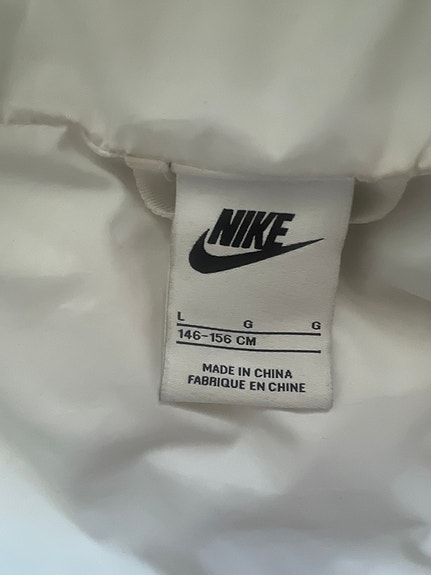 NIKE
L G G
146-156 CM
MADE IN CHINA
FABRIQUE EN CHINE